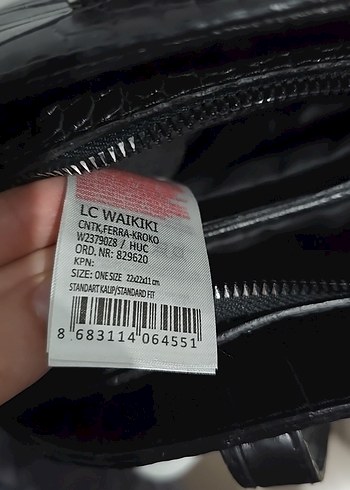 LC WAIKIKI
CNTK,FERRA-KROKO
W23790Z8 / HUC
ORD. NR: 829620
KPN:
SIZE: ONE SIZE 22x22x11 cm
STANDART KALIP/STANDARD FIT
8 683114 064551